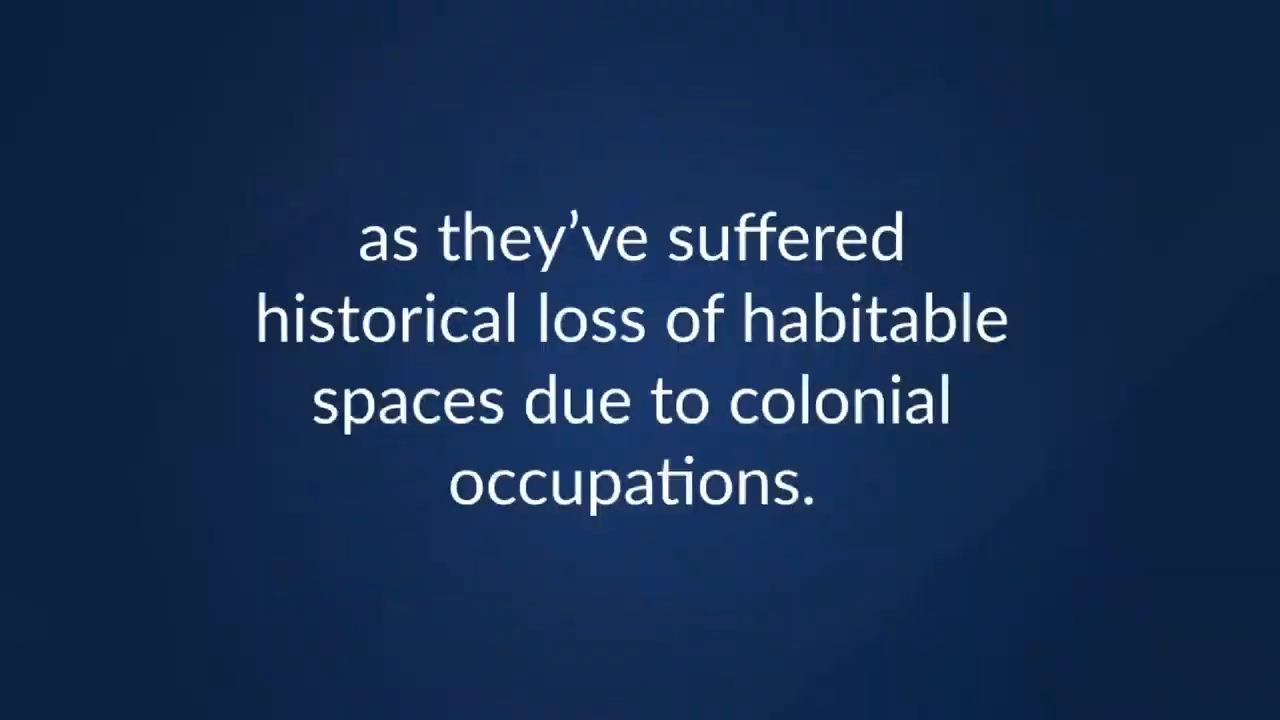 as they’ve suffered
historical loss of habitable
spaces due to colonial
occupations.